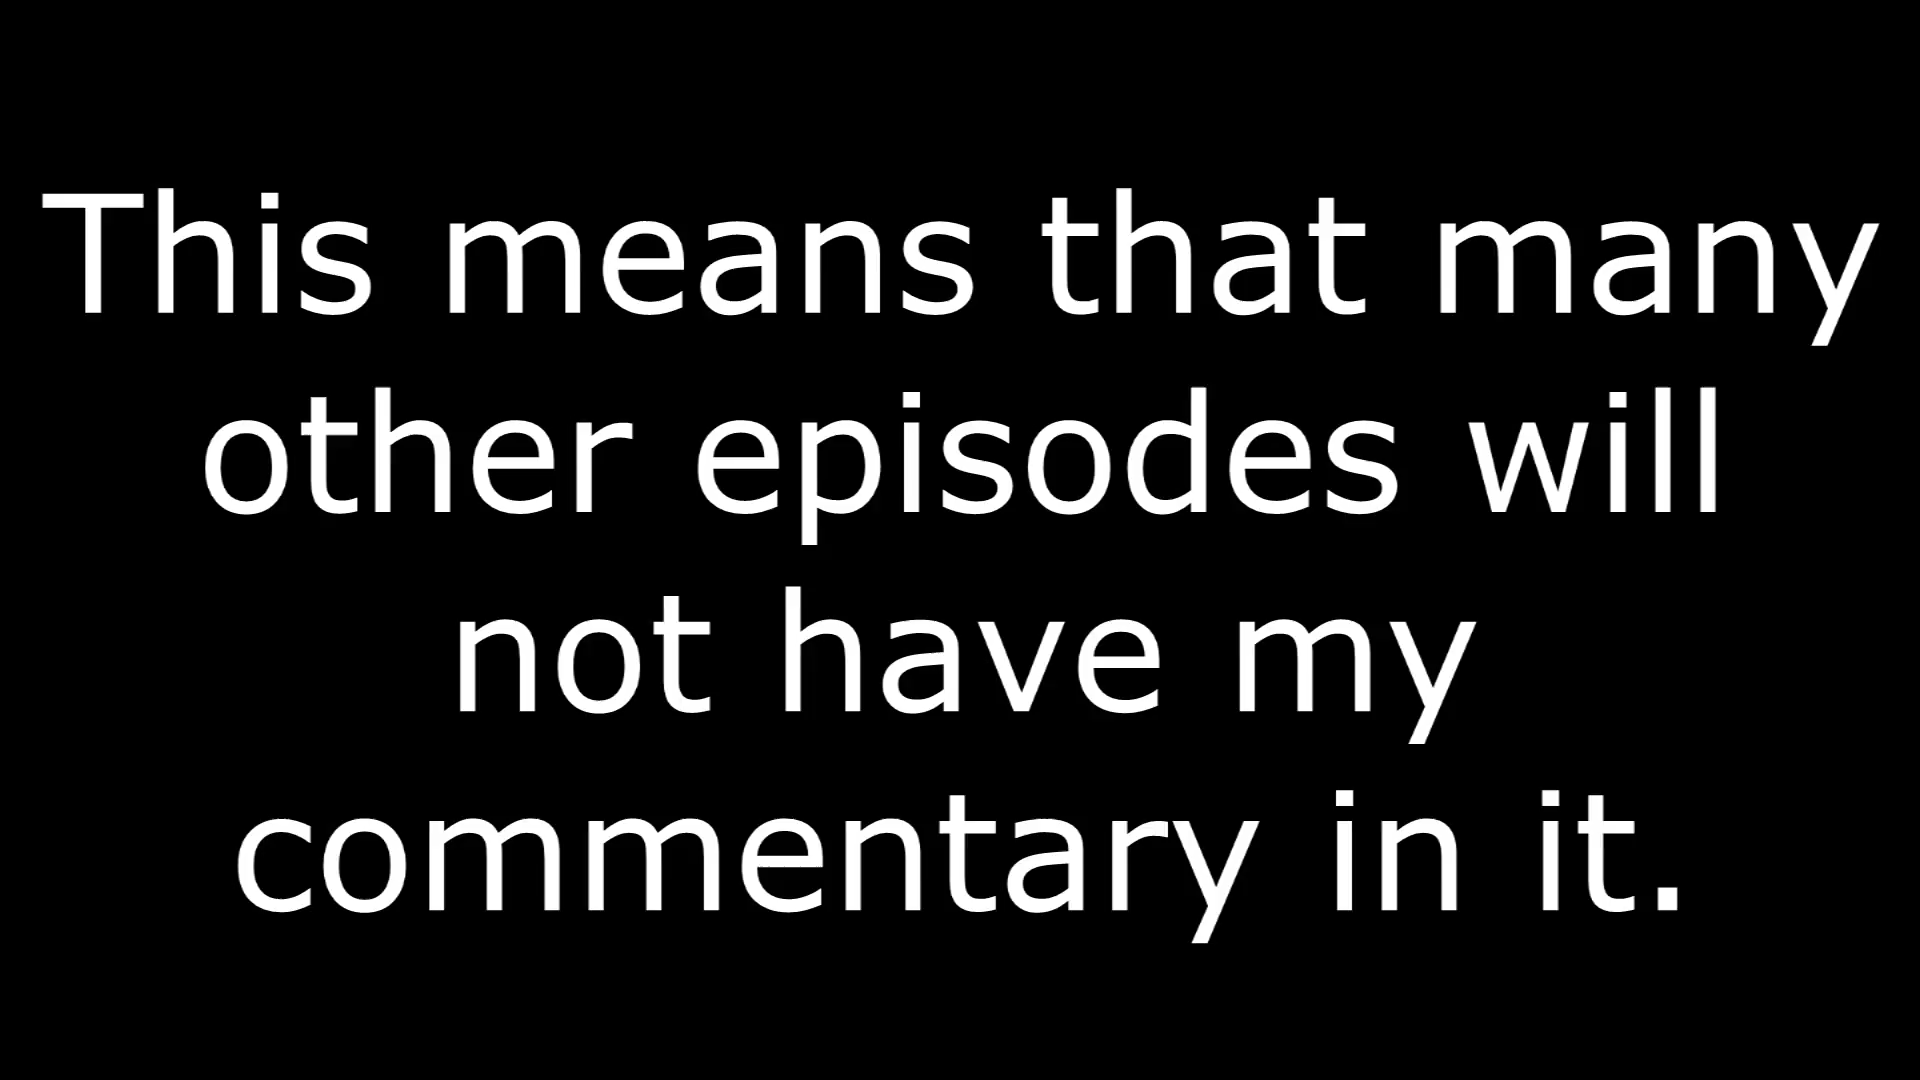 This means that many
other episodes will
not have my
commentary in it.